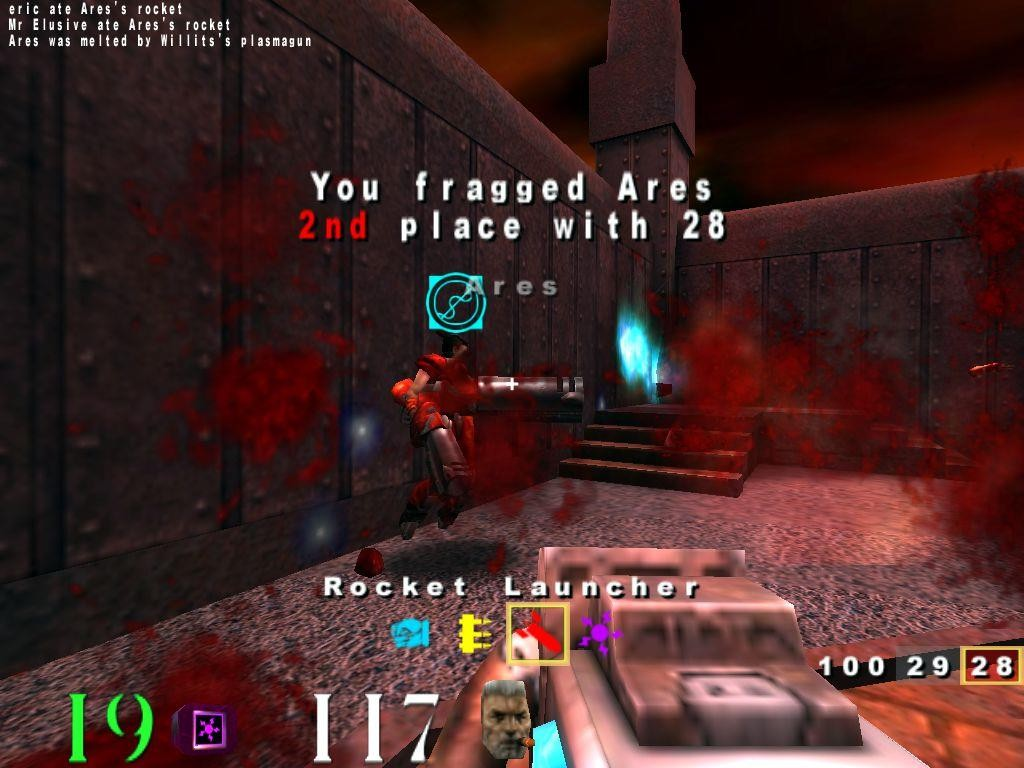 eric ate Ares's rocket
Mr Elusive ate Ares's rocket
Ares was melted by Willits's plasmagun
You fragged Ares
2nd place with 28
Ares
Rocket Launcher
100 29 28
19 117